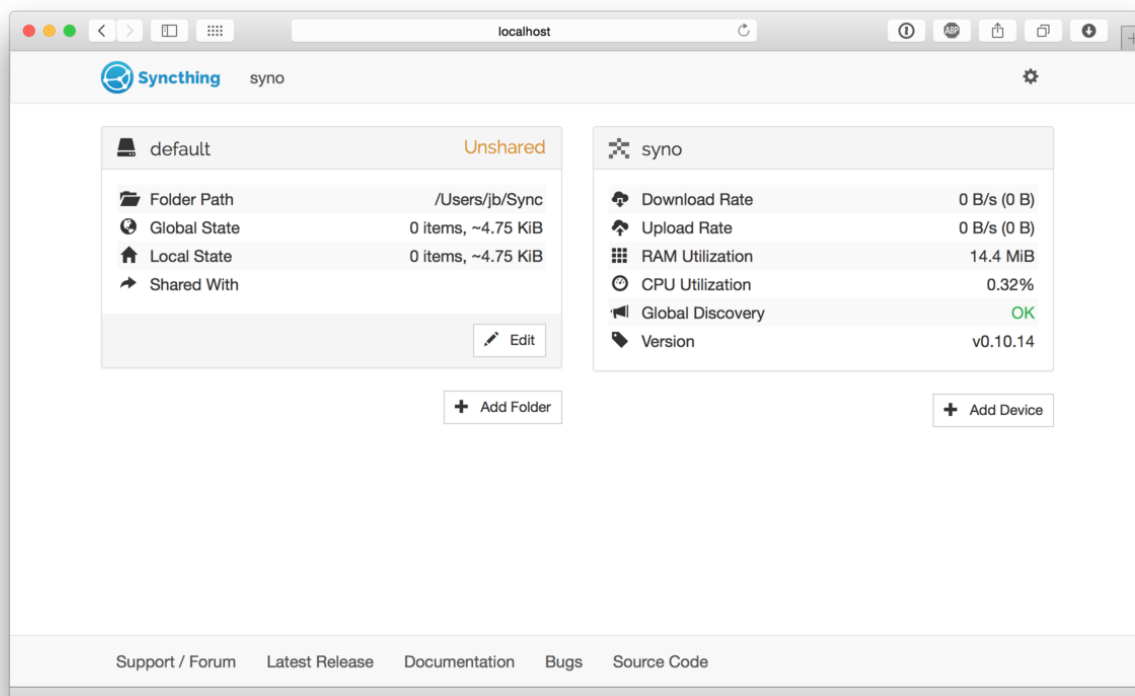 localhost
ABP
Syncthing syno
default Unshared
Folder Path /Users/jb/Sync
Global State 0 items, ~4.75 KiB
Local State 0 items, ~4.75 KiB
Shared With
Edit
Add Folder
syno
Download Rate 0 B/s (0 B)
Upload Rate 0 B/s (0 B)
RAM Utilization 14.4 MiB
CPU Utilization 0.32%
Global Discovery OK
Version v0.10.14
Add Device
Support / Forum Latest Release Documentation Bugs Source Code